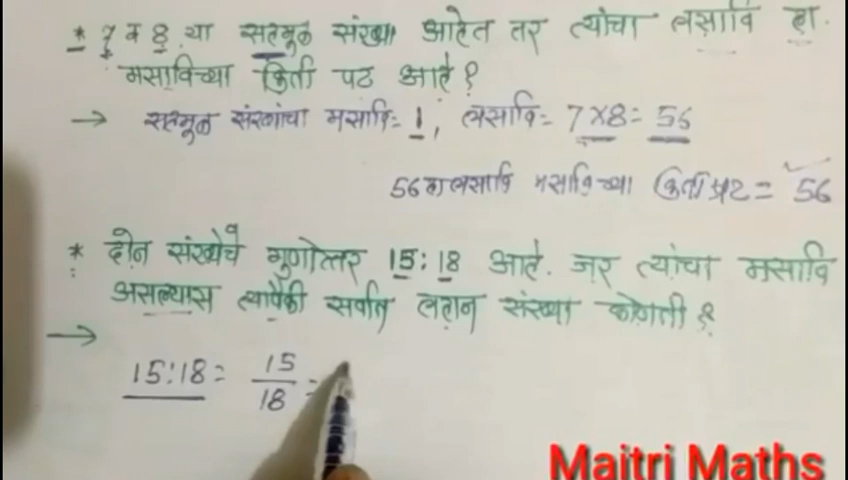 * 7 व 8 या सहमूळ संख्या आहेत तर त्यांचा लसावि हा
मसाविच्या किती पट आहे?
→ सहमूळ संख्यांचा मसावि = 1, लसावि = 7 × 8 = 56
56 हा लसावि मसाविच्या किती पट = 56
* दोन संख्येचे गुणोत्तर 15 : 18 आहे. जर त्यांचा मसावि
असल्यास त्यापैकी सर्वात लहान संख्या कोणती?
→
15:18 = 15/18 =
Maitri Maths